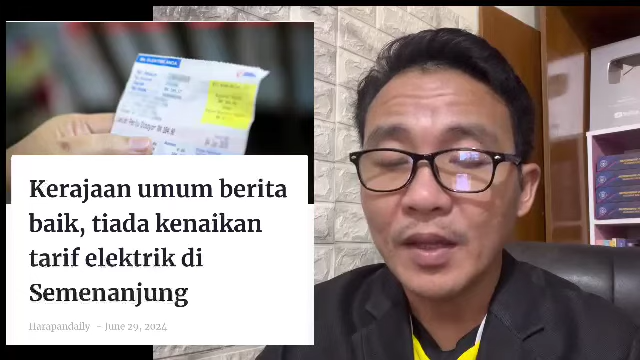 Kerajaan umum berita
baik, tiada kenaikan
tarif elektrik di
Semenanjung
Harapandaily - June 29, 2024